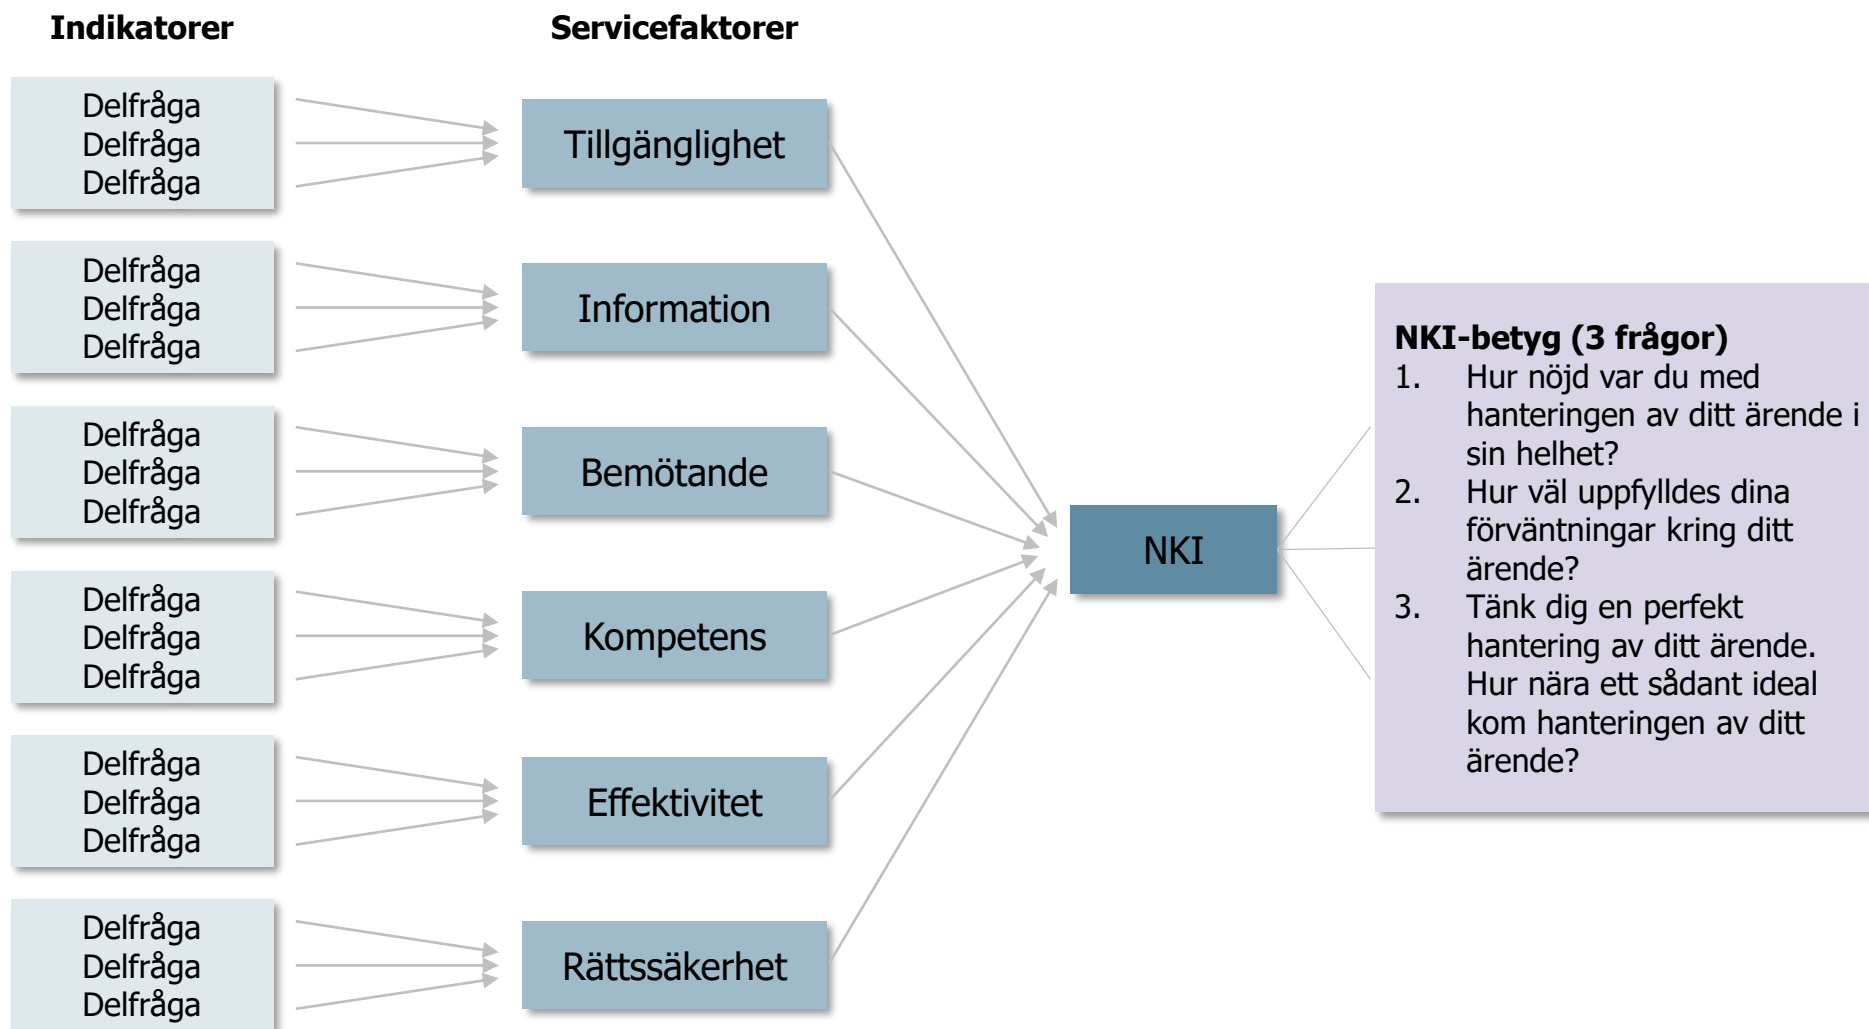 Indikatorer
Servicefaktorer
Delfråga
Delfråga
Delfråga
Tillgänglighet
Delfråga
Delfråga
Delfråga
Information
Delfråga
Delfråga
Delfråga
Bemötande
Delfråga
Delfråga
Delfråga
Kompetens
Delfråga
Delfråga
Delfråga
Effektivitet
Delfråga
Delfråga
Delfråga
Rättssäkerhet
NKI
NKI-betyg (3 frågor)
1. Hur nöjd var du med
hanteringen av ditt ärende i
sin helhet?
2. Hur väl uppfylldes dina
förväntningar kring ditt
ärende?
3. Tänk dig en perfekt
hantering av ditt ärende.
Hur nära ett sådant ideal
kom hanteringen av ditt
ärende?